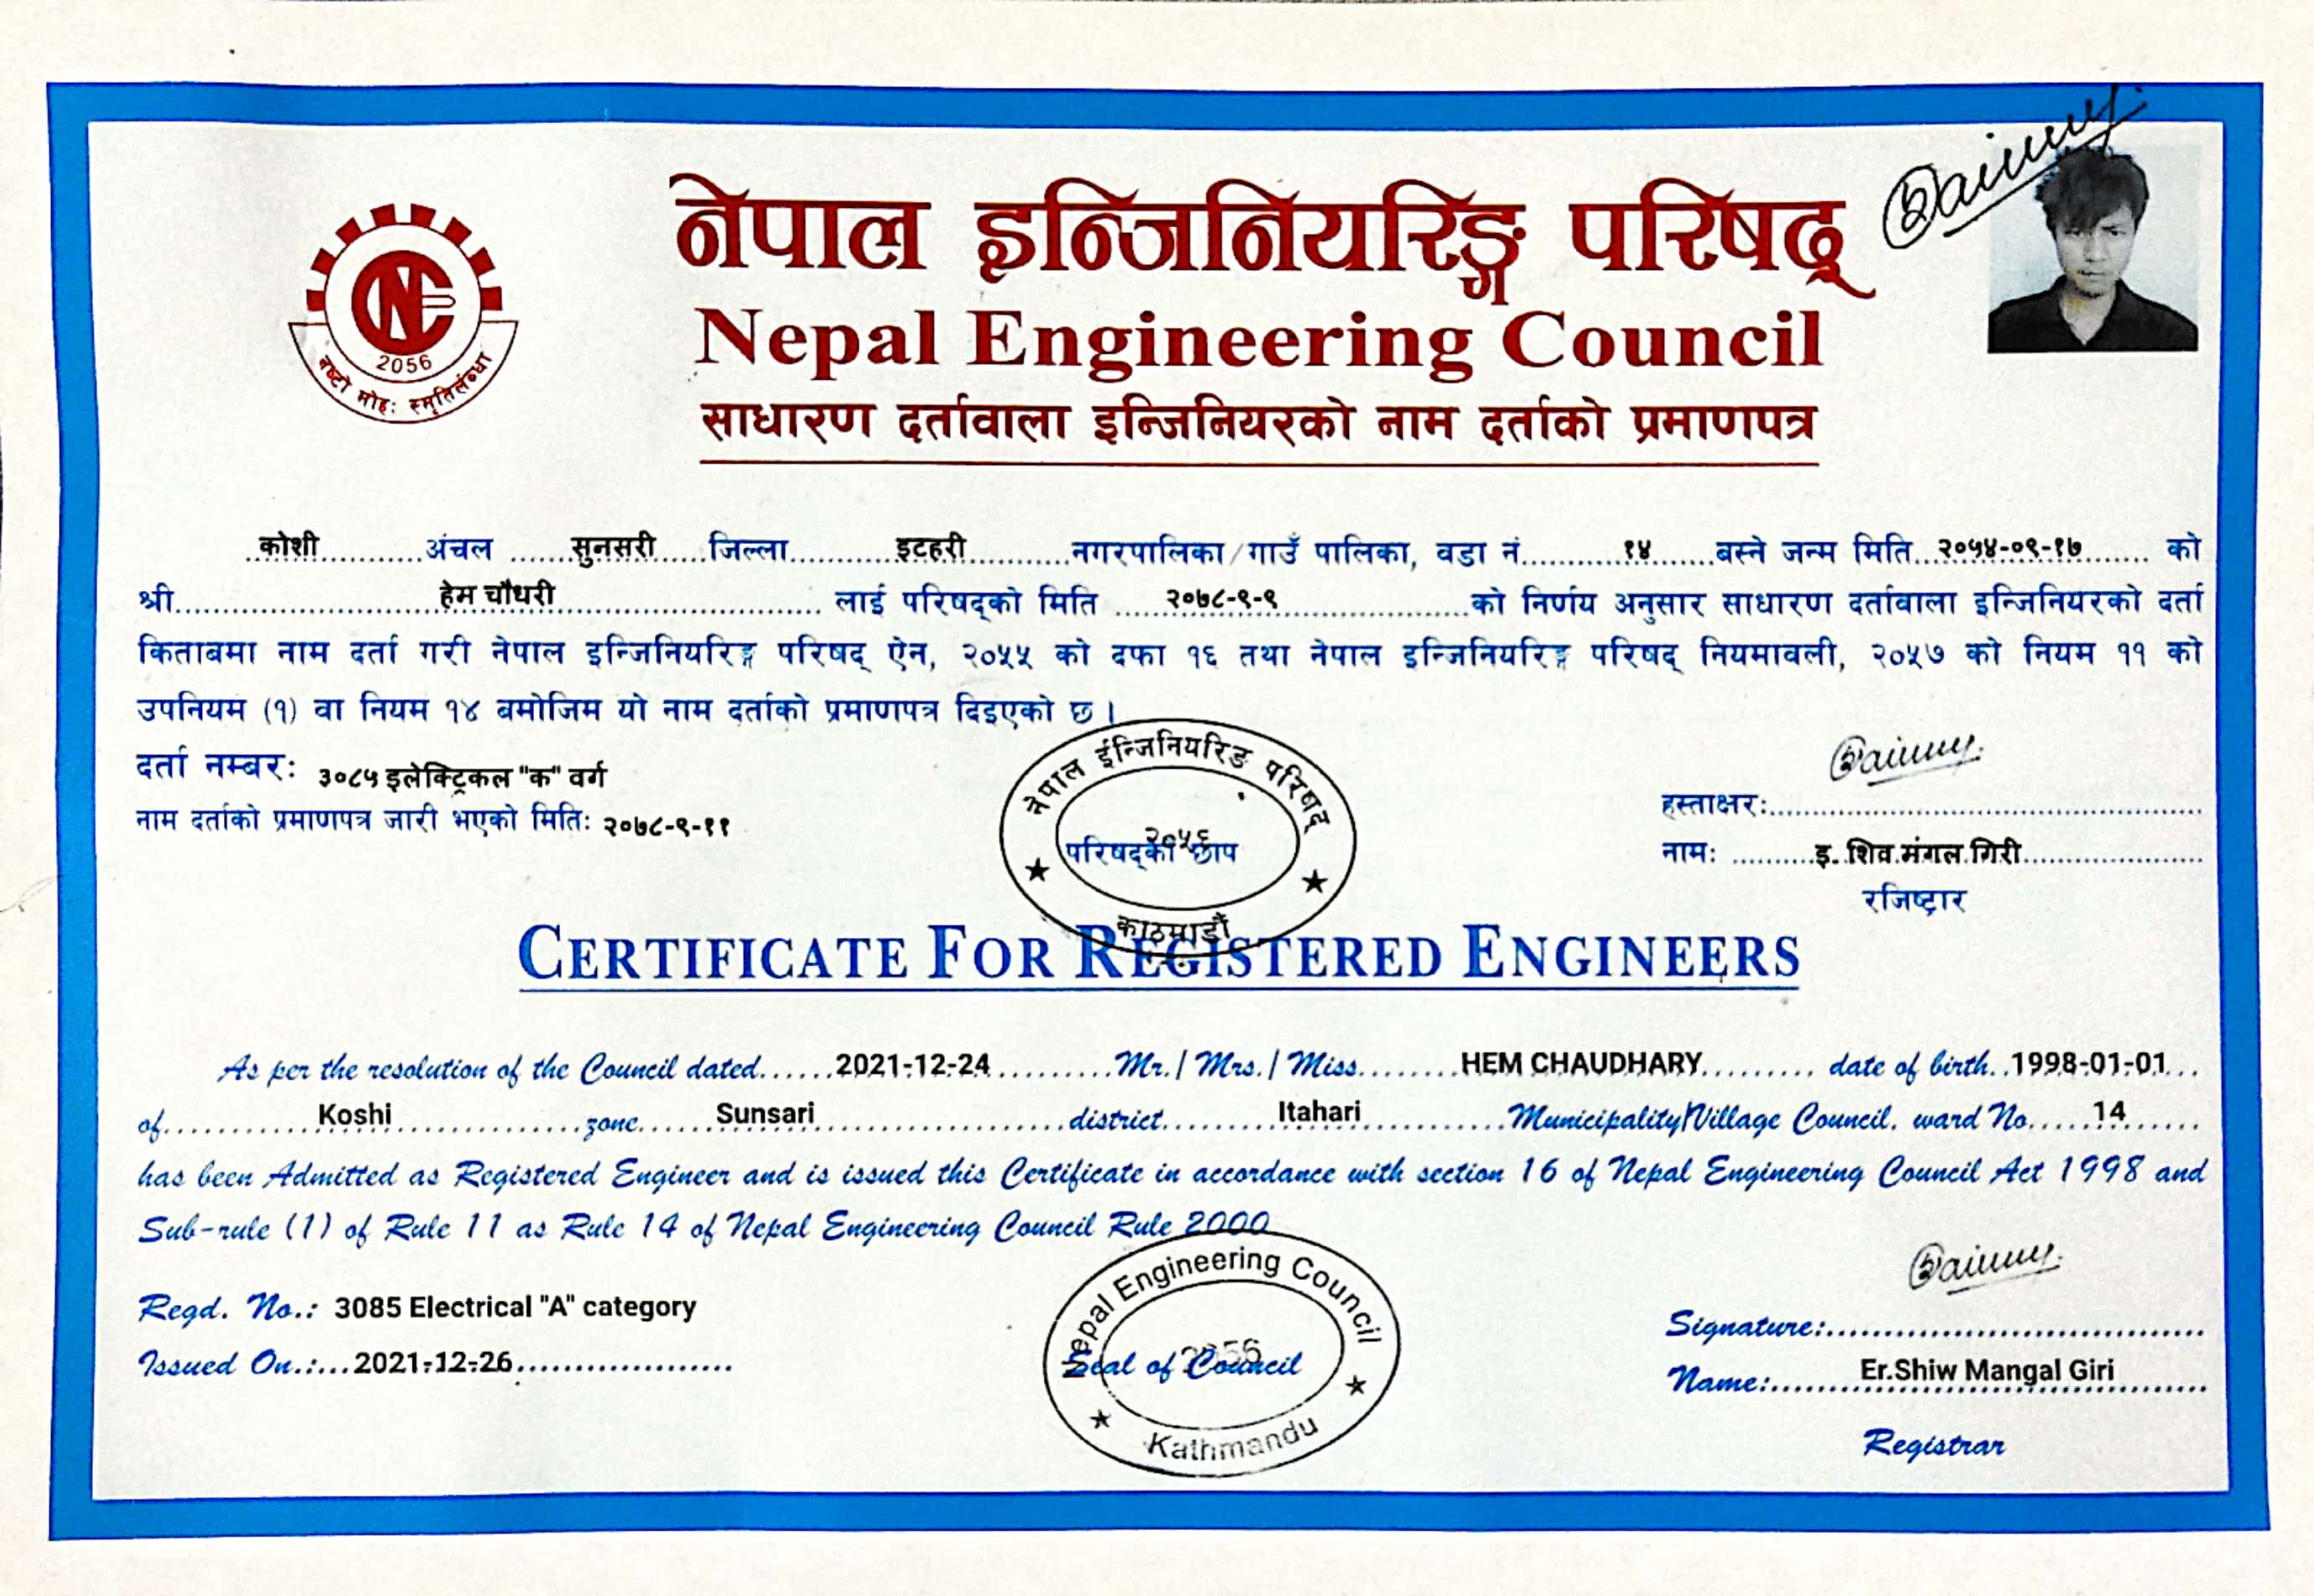 नेपाल इन्जिनियरिङ्ग परिषद्
Nepal Engineering Council
साधारण दर्तावाला इन्जिनियरको नाम दर्ताको प्रमाणपत्र
NEC
2056
नष्टो मोहः स्मृतिर्लब्धा
कोशी अंचल सुनसरी जिल्ला इटहरी नगरपालिका/गाउँ पालिका, वडा नं. १४ बस्ने जन्म मिति २०५४-०९-१७ को
श्री हेम चौधरी लाई परिषद्को मिति २०७८-९-९ को निर्णय अनुसार साधारण दर्तावाला इन्जिनियरको दर्ता
किताबमा नाम दर्ता गरी नेपाल इन्जिनियरिङ्ग परिषद् ऐन, २०५५ को दफा १६ तथा नेपाल इन्जिनियरिङ्ग परिषद् नियमावली, २०५७ को नियम ११ को
उपनियम (१) वा नियम १४ बमोजिम यो नाम दर्ताको प्रमाणपत्र दिइएको छ।
दर्ता नम्बरः ३०८५ इलेक्ट्रिकल "क" वर्ग
नाम दर्ताको प्रमाणपत्र जारी भएको मितिः २०७८-९-११
नेपाल ईन्जिनियरिङ परिषद्
२०५६
परिषद्को छाप
काठमाडौं
हस्ताक्षरः
नामः इ. शिव मंगल गिरी
रजिष्ट्रार
CERTIFICATE FOR REGISTERED ENGINEERS
As per the resolution of the Council dated 2021-12-24 Mr./ Mrs./ Miss HEM CHAUDHARY date of birth 1998-01-01
of Koshi zone Sunsari district Itahari Municipality/Village Council. ward No. 14
has been Admitted as Registered Engineer and is issued this Certificate in accordance with section 16 of Nepal Engineering Council Act 1998 and
Sub-rule (1) of Rule 11 as Rule 14 of Nepal Engineering Council Rule 2000
Regd. No.: 3085 Electrical "A" category
Issued On.: 2021-12-26
Nepal Engineering Council
2056
Seal of Council
Kathmandu
Signature:
Name: Er.Shiw Mangal Giri
Registrar